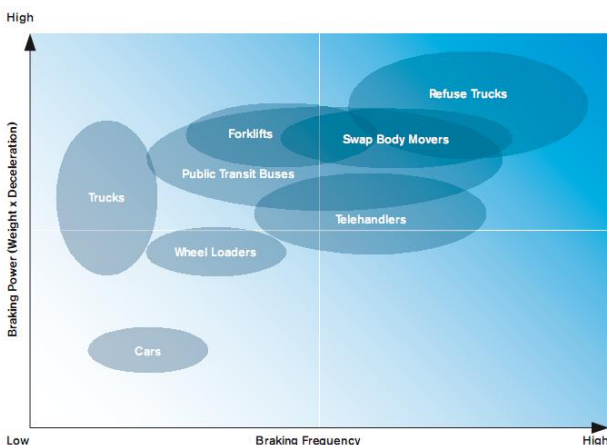 High
Braking Power (Weight x Deceleration)
Refuse Trucks
Forklifts
Swap Body Movers
Public Transit Buses
Trucks
Telehandlers
Wheel Loaders
Cars
Low
Braking Frequency
High